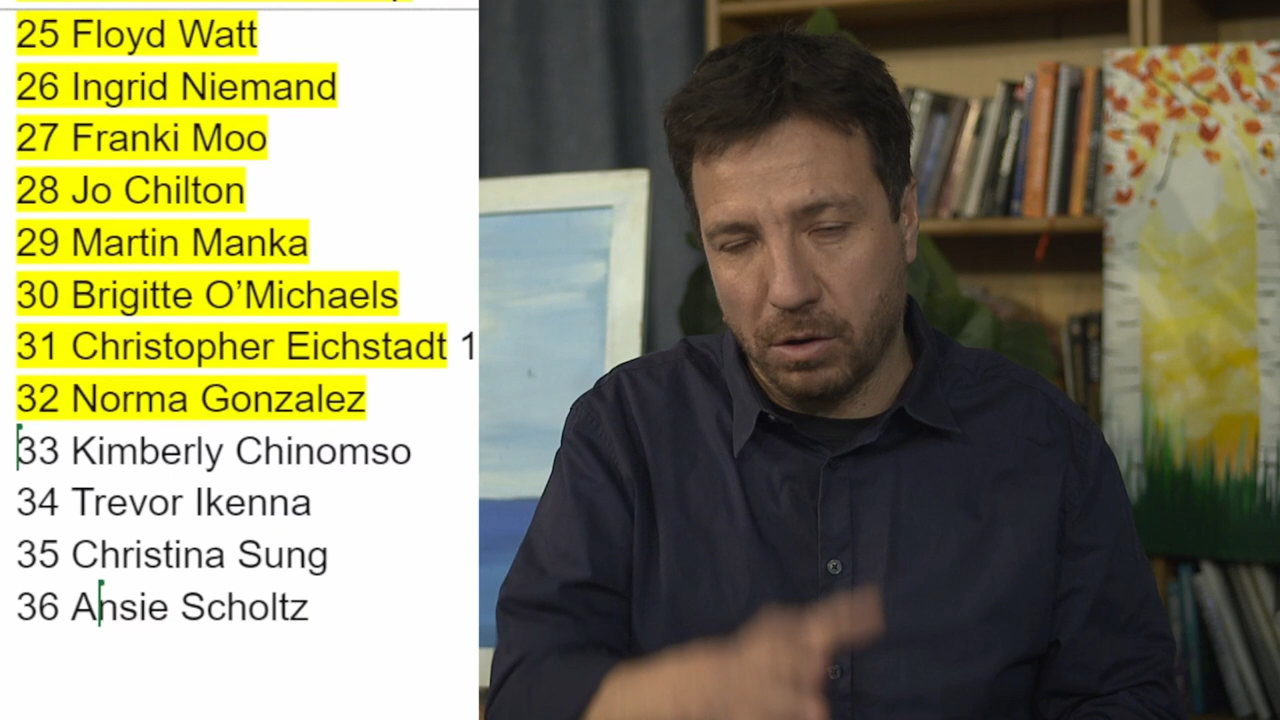 25 Floyd Watt
26 Ingrid Niemand
27 Franki Moo
28 Jo Chilton
29 Martin Manka
30 Brigitte O’Michaels
31 Christopher Eichstadt 1
32 Norma Gonzalez
33 Kimberly Chinomso
34 Trevor Ikenna
35 Christina Sung
36 Ansie Scholtz